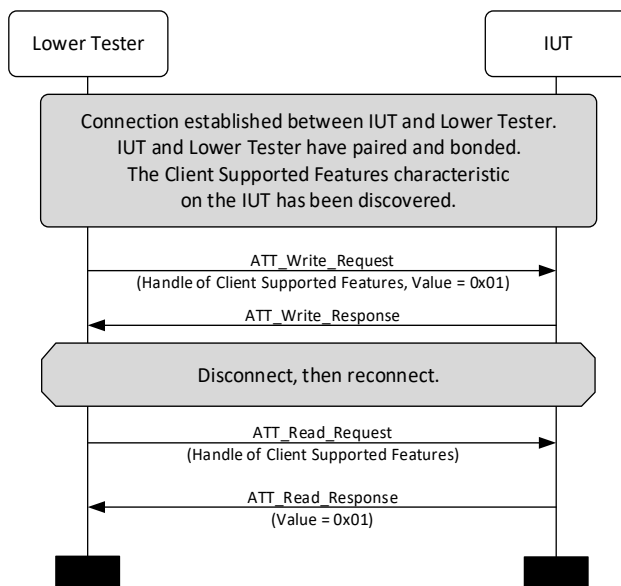 Lower Tester
IUT
Connection established between IUT and Lower Tester.
IUT and Lower Tester have paired and bonded.
The Client Supported Features characteristic
on the IUT has been discovered.
ATT_Write_Request
(Handle of Client Supported Features, Value = 0x01)
ATT_Write_Response
Disconnect, then reconnect.
ATT_Read_Request
(Handle of Client Supported Features)
ATT_Read_Response
(Value = 0x01)